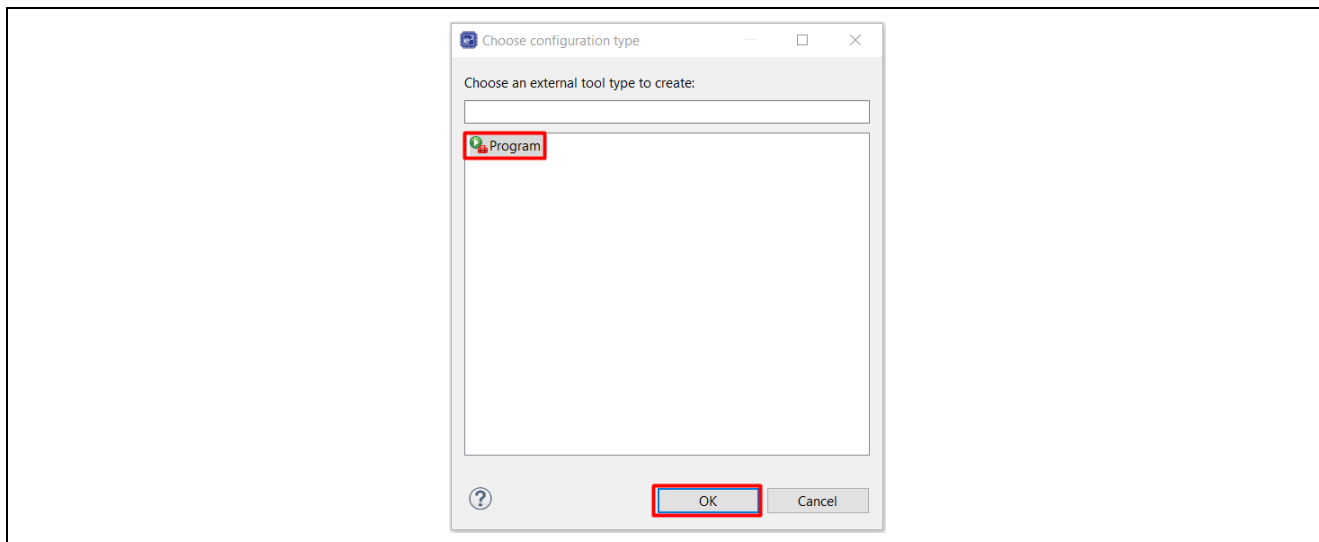 Choose configuration type
Choose an external tool type to create:
Program
OK
Cancel